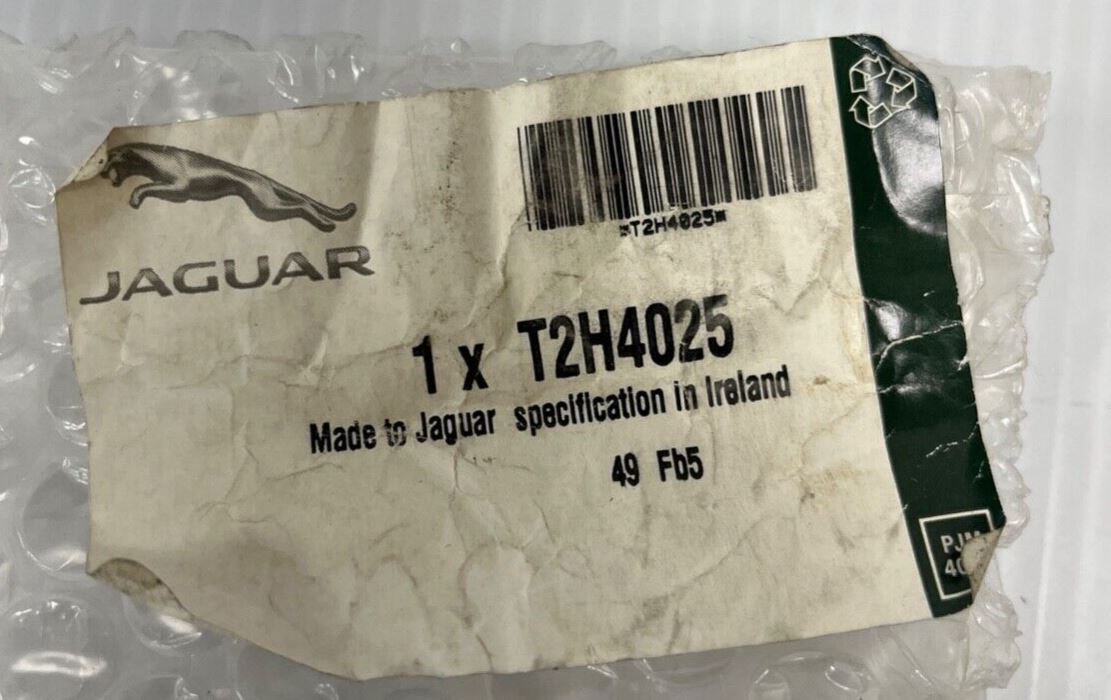 JAGUAR
*T2H4025*
1 x T2H4025
Made to Jaguar specification in Ireland
49 Fb5